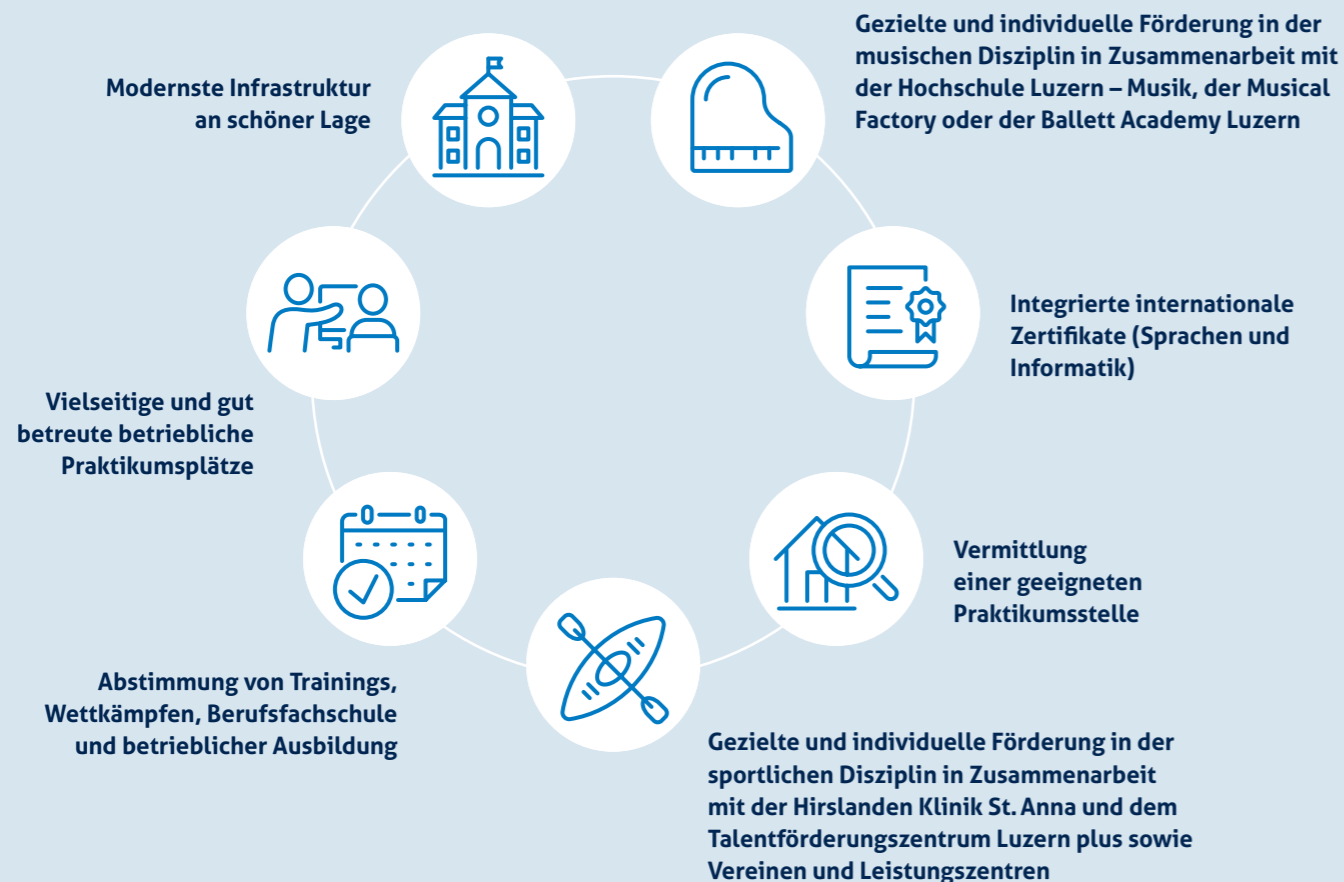 Modernste Infrastruktur
an schöner Lage
Gezielte und individuelle Förderung in der
musischen Disziplin in Zusammenarbeit mit
der Hochschule Luzern – Musik, der Musical
Factory oder der Ballett Academy Luzern
Integrierte internationale
Zertifikate (Sprachen und
Informatik)
Vermittlung
einer geeigneten
Praktikumsstelle
Gezielte und individuelle Förderung in der
sportlichen Disziplin in Zusammenarbeit
mit der Hirslanden Klinik St. Anna und dem
Talentförderungszentrum Luzern plus sowie
Vereinen und Leistungszentren
Abstimmung von Trainings,
Wettkämpfen, Berufsfachschule
und betrieblicher Ausbildung
Vielseitige und gut
betreute betriebliche
Praktikumsplätze